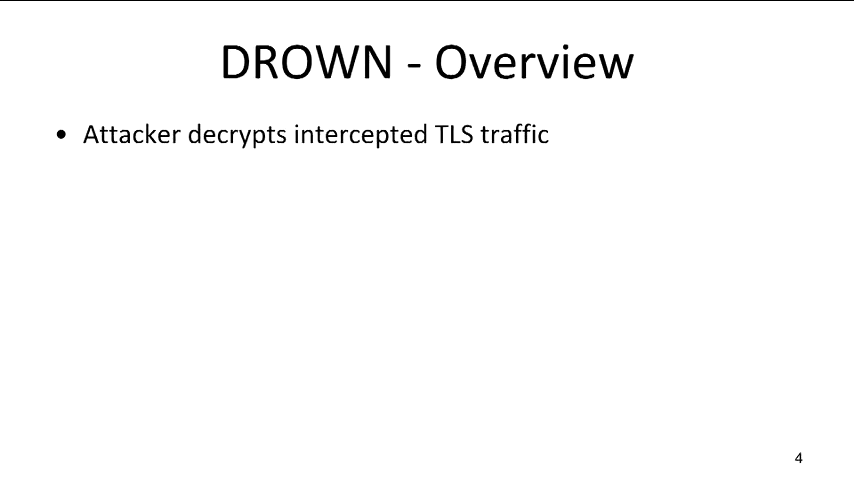 DROWN - Overview
• Attacker decrypts intercepted TLS traffic
4